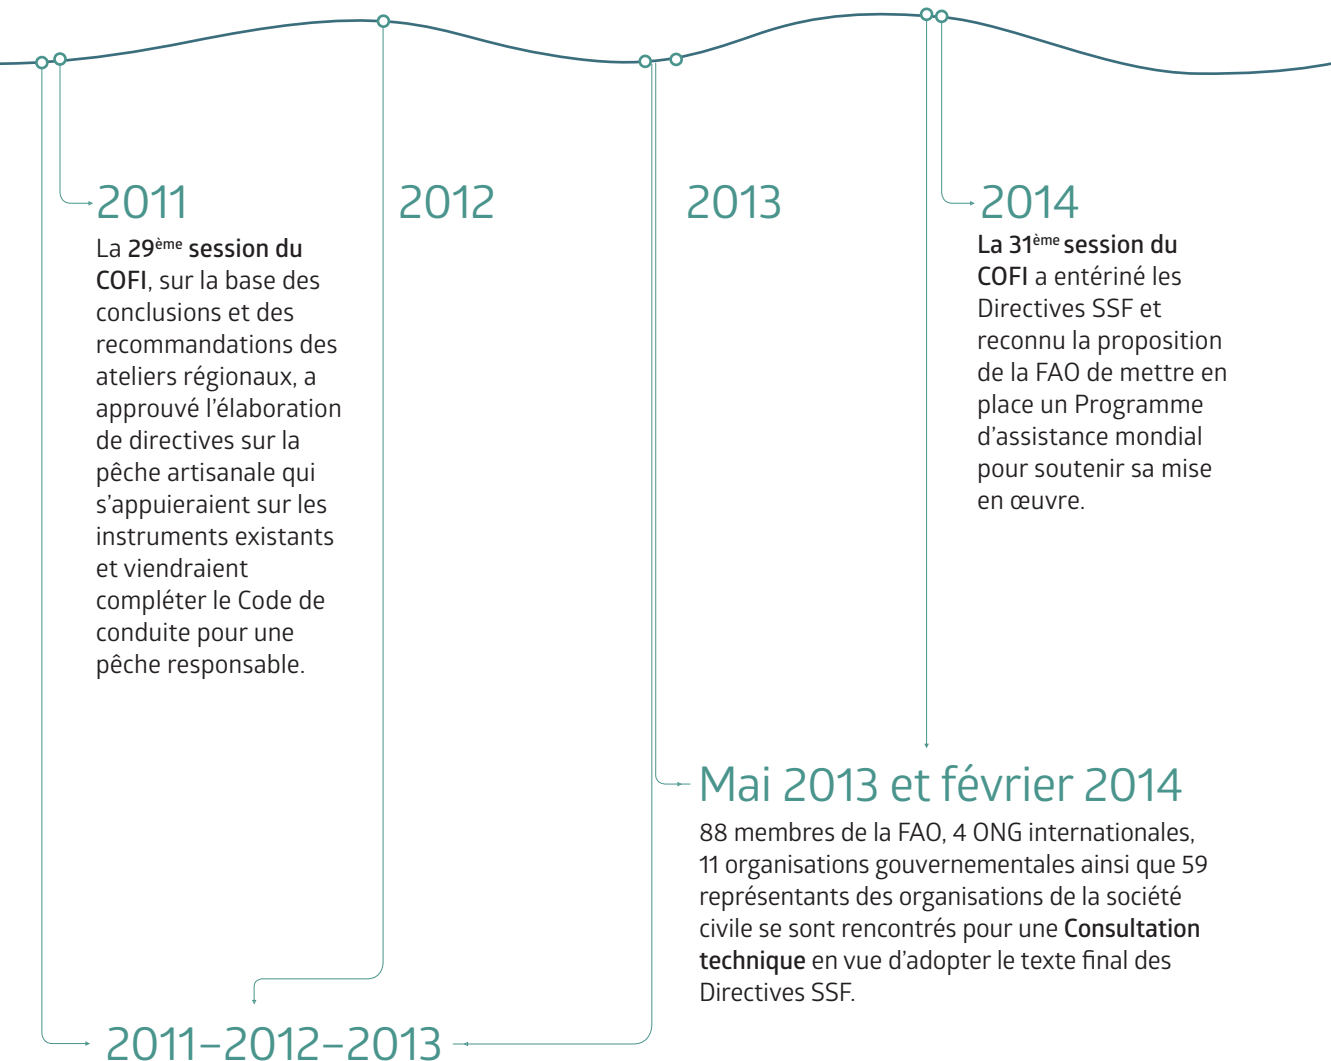 2011
La 29ème session du
COFI, sur la base des
conclusions et des
recommandations des
ateliers régionaux, a
approuvé l'élaboration
de directives sur la
pêche artisanale qui
s'appuieraient sur les
instruments existants
et viendraient
compléter le Code de
conduite pour une
pêche responsable.
2012
2013
2014
La 31ème session du
COFI a entériné les
Directives SSF et
reconnu la proposition
de la FAO de mettre en
place un Programme
d'assistance mondial
pour soutenir sa mise
en œuvre.
Mai 2013 et février 2014
88 membres de la FAO, 4 ONG internationales,
11 organisations gouvernementales ainsi que 59
représentants des organisations de la société
civile se sont rencontrés pour une Consultation
technique en vue d'adopter le texte final des
Directives SSF.
2011–2012–2013